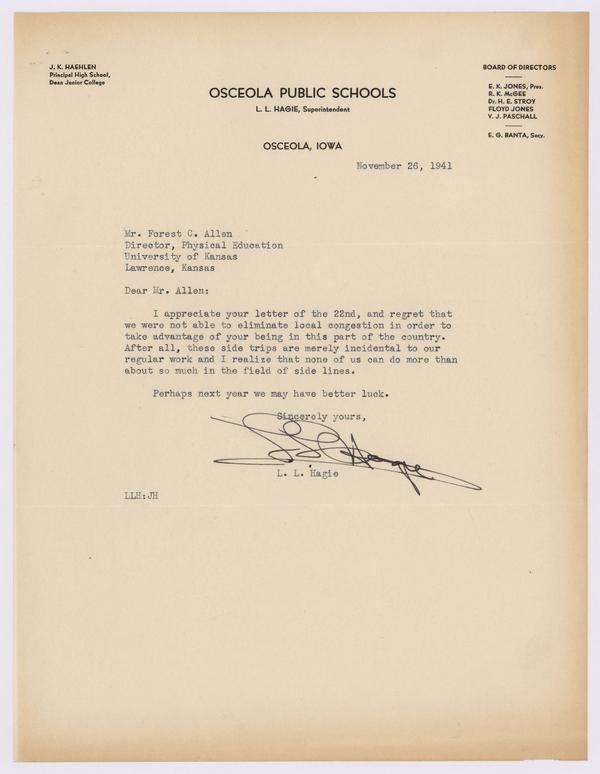 J. K. HAEHLEN
Principal High School,
Dean Junior College
OSCEOLA PUBLIC SCHOOLS
L. L. HAGIE, Superintendent
OSCEOLA, IOWA
BOARD OF DIRECTORS
E. K. JONES, Pres.
R. K. McGEE
Dr. H. E. STROY
FLOYD JONES
V. J. PASCHALL
E. G. BANTA, Secy.
November 26, 1941
Mr. Forest C. Allen
Director, Physical Education
University of Kansas
Lawrence, Kansas
Dear Mr. Allen:
I appreciate your letter of the 22nd, and regret that
we were not able to eliminate local congestion in order to
take advantage of your being in this part of the country.
After all, these side trips are merely incidental to our
regular work and I realize that none of us can do more than
about so much in the field of side lines.
Perhaps next year we may have better luck.
Sincerely yours,
L L Hagie
L. L. Hagie
LLH:JH